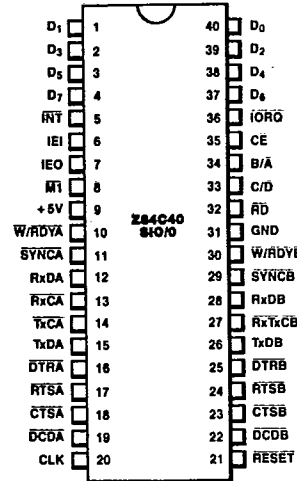 D₁ 1 40 D₀
D₃ 2 39 D₂
D₅ 3 38 D₄
D₇ 4 37 D₆
INT 5 36 IORQ
IEI 6 35 CE
IEO 7 34 B/A
M1 8 33 C/D
+5V 9 32 RD
Z84C40
SIO/0
W/RDYA 10 31 GND
SYNCA 11 30 W/RDYB
RxDA 12 29 SYNCB
RxCA 13 28 RxDB
TxCA 14 27 RxTxCB
TxDA 15 26 TxDB
DTRA 16 25 DTRB
RTSA 17 24 RTSB
CTSA 18 23 CTSB
DCDA 19 22 DCDB
CLK 20 21 RESET